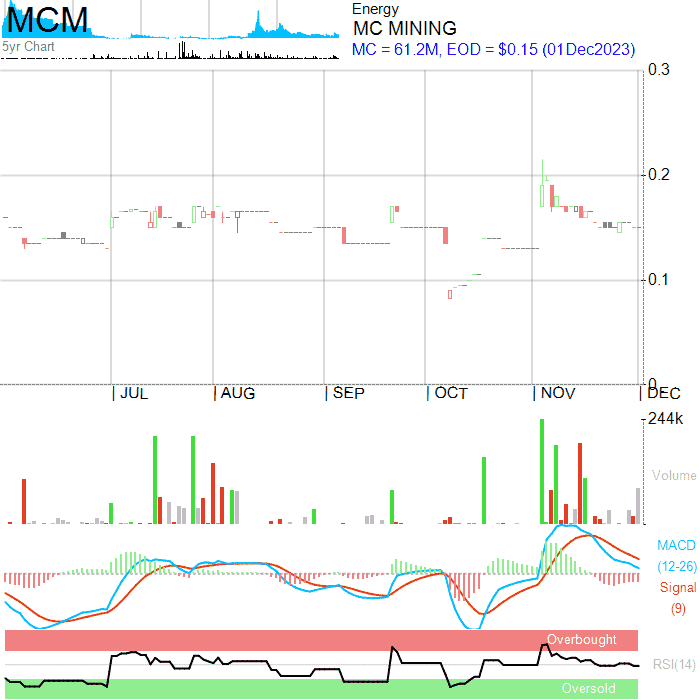 MCM
5yr Chart
Energy
MC MINING
MC = 61.2M, EOD = $0.15 (01Dec2023)
0.3
0.2
0.1
0
| JUL | AUG | SEP | OCT | NOV | DEC
244k
Volume
MACD
(12-26)
Signal
(9)
Overbought
RSI(14)
Oversold